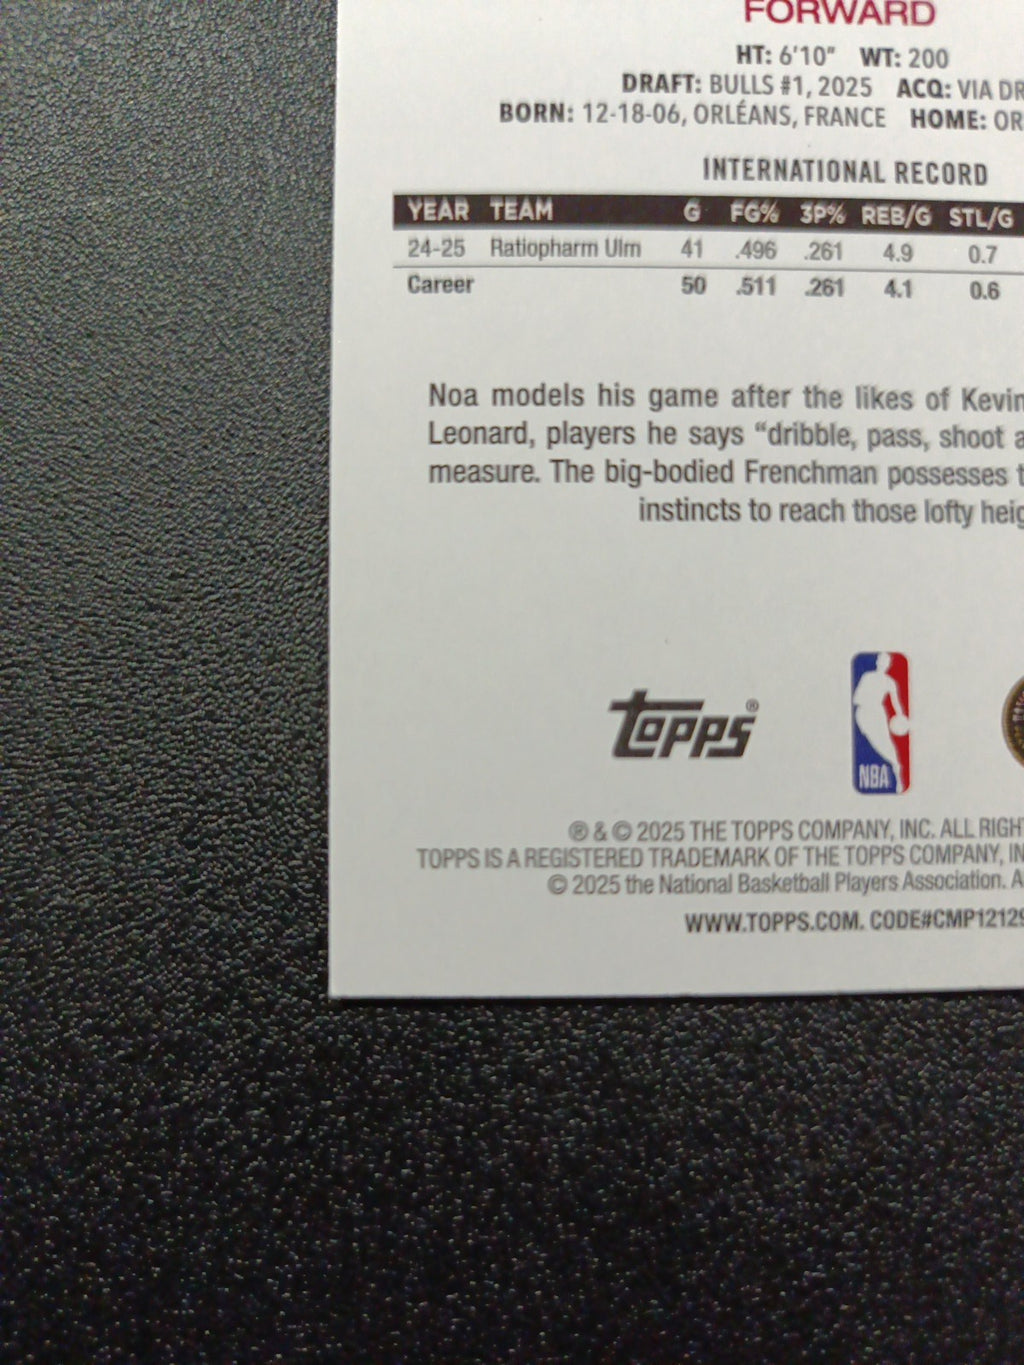 FORWARD
HT: 6'10" WT: 200
DRAFT: BULLS #1, 2025 ACQ: VIA
BORN: 12-18-06, ORLÉANS, FRANCE HOME:
INTERNATIONAL RECORD
YEAR TEAM G FG% 3P% REB/G STL/G
24-25 Ratiopharm Ulm 41 .496 .261 4.9 0.7
Career 50 .511 .261 4.1 0.6
Noa models his game after the likes of Kevin
Leonard, players he says “dribble, pass, shoot
measure. The big-bodied Frenchman possesses
instincts to reach those lofty
topps®
NBA
® & © 2025 THE TOPPS COMPANY, INC. ALL
TOPPS IS A REGISTERED TRADEMARK OF THE TOPPS COMPANY,
© 2025 the National Basketball Players Association.
WWW.TOPPS.COM. CODE#CMP12129